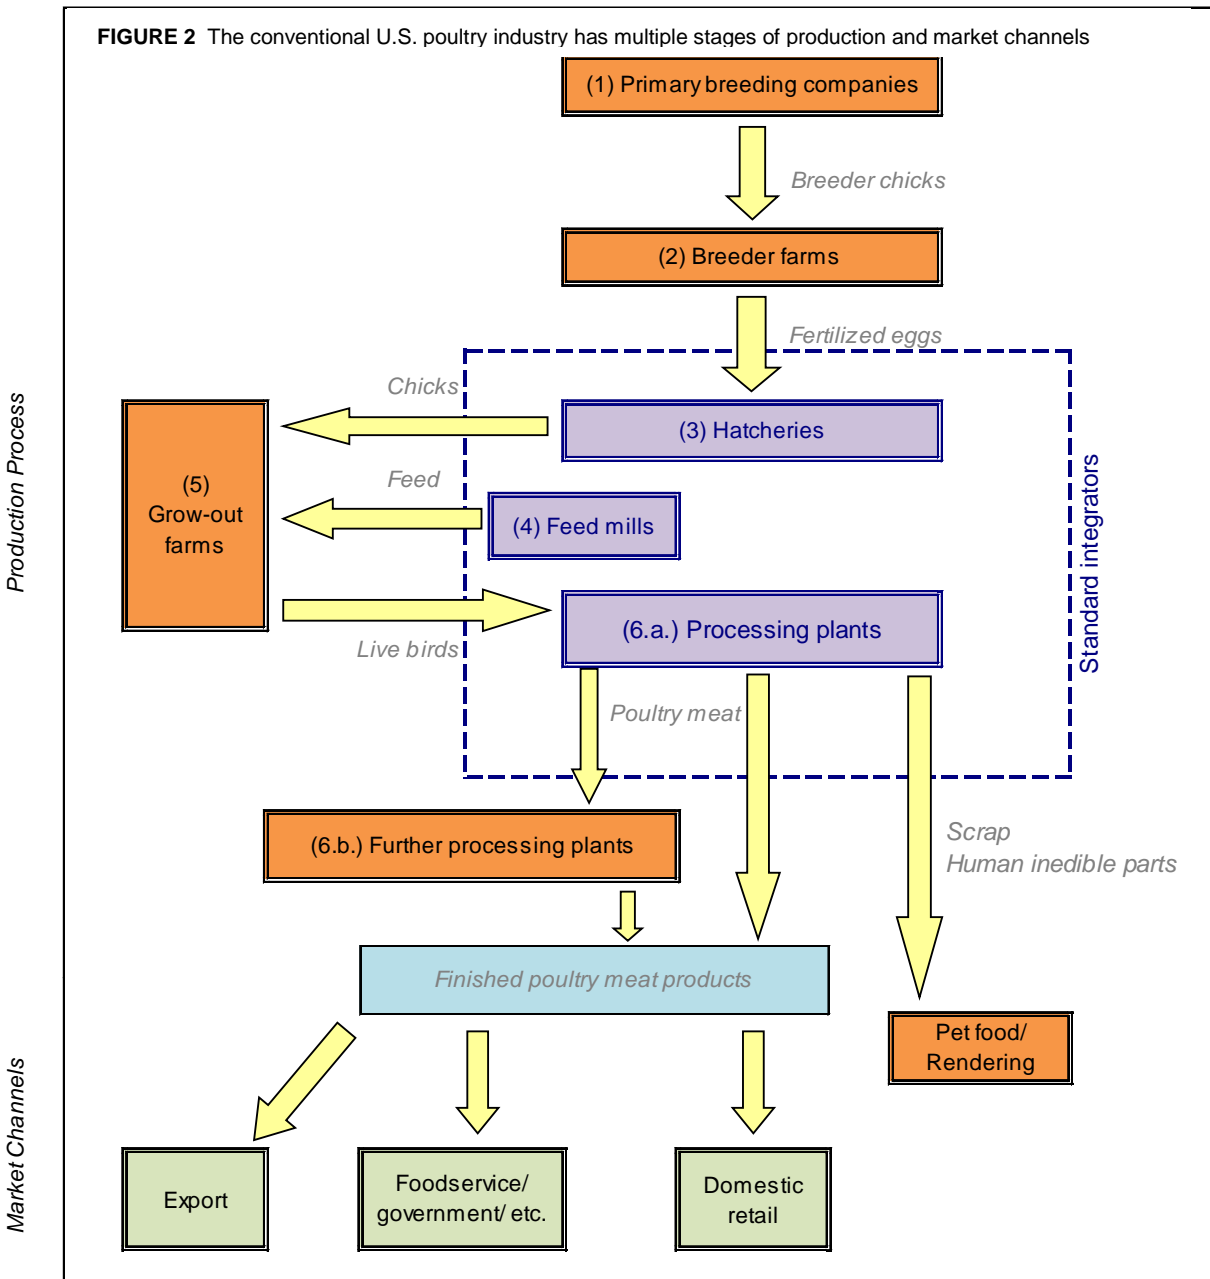 FIGURE 2  The conventional U.S. poultry industry has multiple stages of production and market channels
(1) Primary breeding companies
Breeder chicks
(2) Breeder farms
Fertilized eggs
Chicks
(3) Hatcheries
(5)
Grow-out
farms
Feed
(4) Feed mills
Production Process
Standard integrators
(6.a.) Processing plants
Live birds
Poultry meat
(6.b.) Further processing plants
Scrap
Human inedible parts
Finished poultry meat products
Pet food/
Rendering
Market Channels
Export
Foodservice/
government/ etc.
Domestic
retail